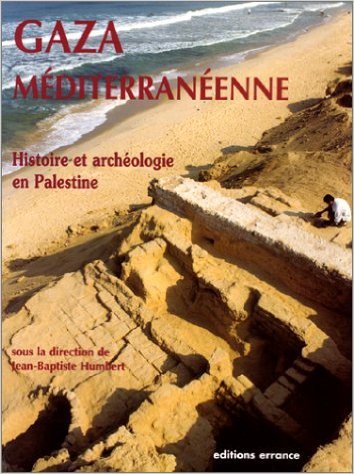 GAZA
MÉDITERRANÉENNE
Histoire et archéologie
en Palestine
sous la direction de
Jean-Baptiste Humbert
editions errance